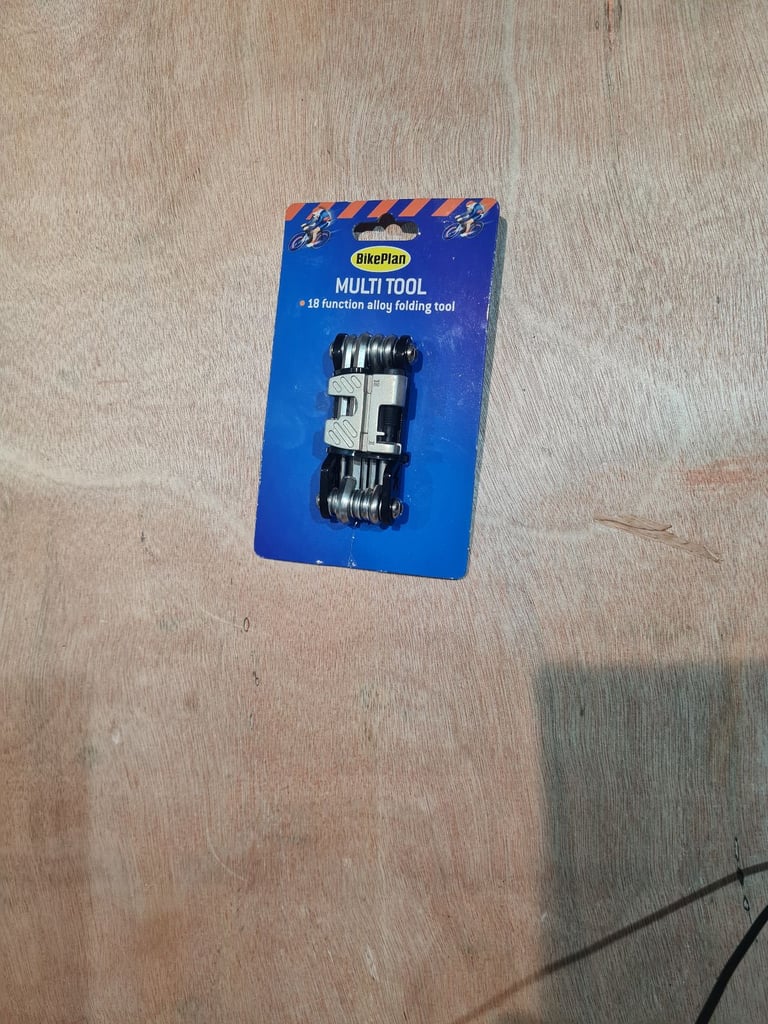 BikePlan
MULTI TOOL
• 18 function alloy folding tool